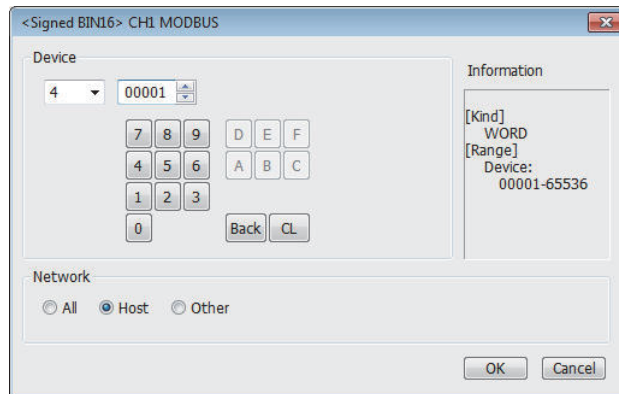 <Signed BIN16> CH1 MODBUS
Device
4 00001
7 8 9 D E F
4 5 6 A B C
1 2 3
0 Back CL
Information
[Kind]
WORD
[Range]
Device:
00001-65536
Network
All Host Other
OK Cancel